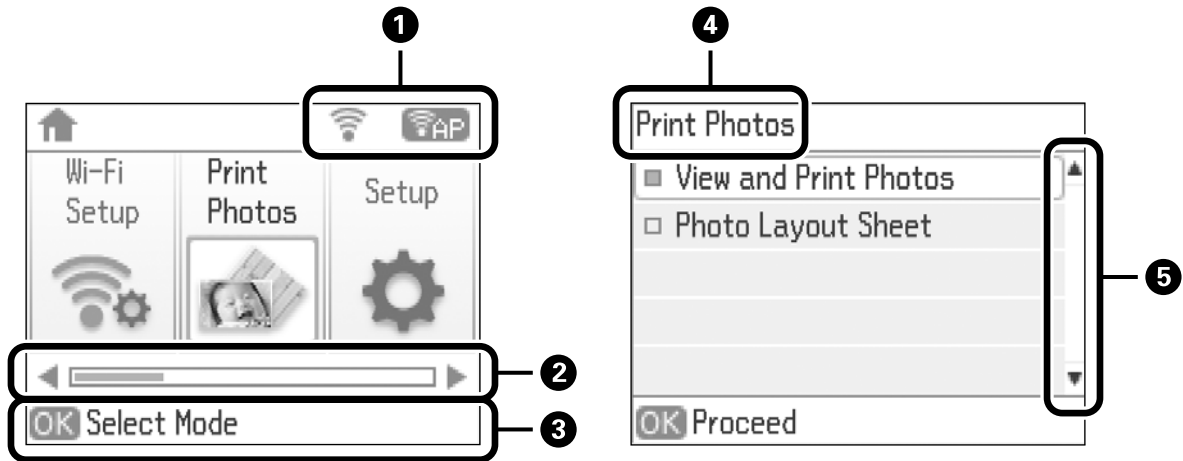 1
4
AP
Print Photos
Wi-Fi Setup
Print Photos
Setup
View and Print Photos
Photo Layout Sheet
5
2
OK Select Mode
3
OK Proceed